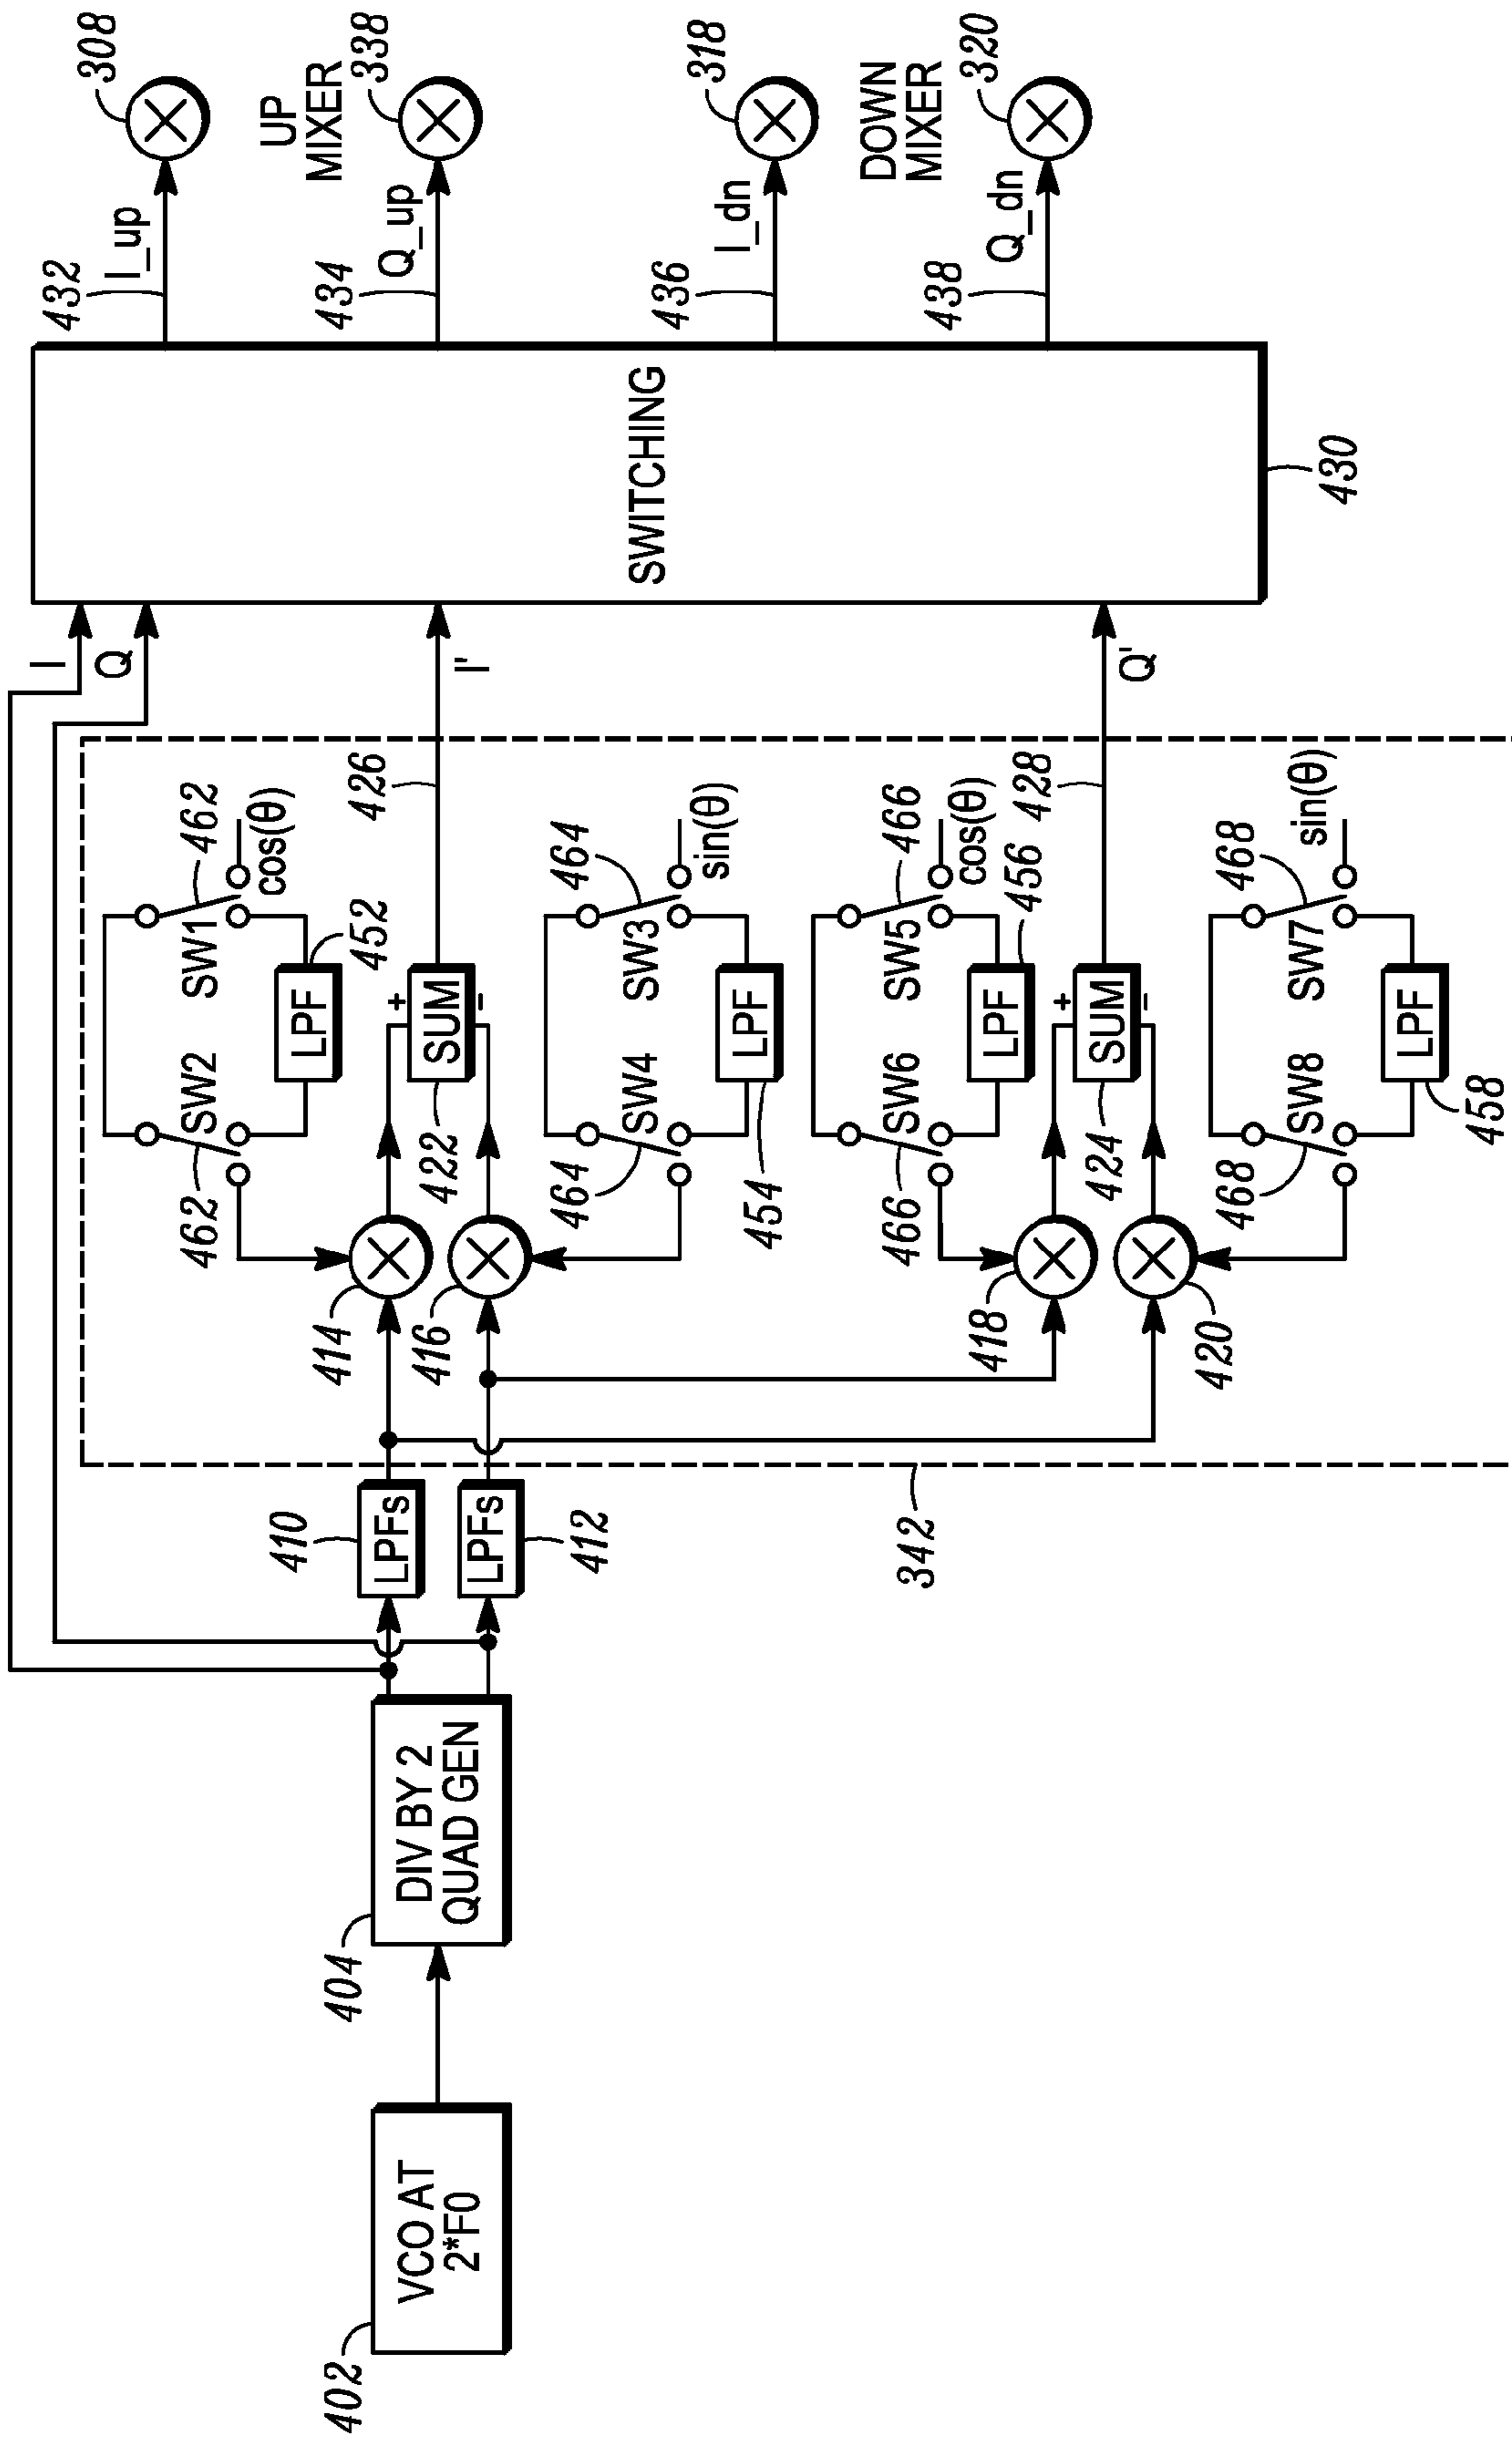 402
VCO AT
2*F0
404
DIV BY 2
QUAD GEN
410
LPFs
LPFs
412
342
414
416
418
420
462
SW2
SW1
462
cos(θ)
LPF
452
422
SUM
+
-
426
464
SW4
SW3
464
sin(θ)
LPF
454
466
SW6
SW5
466
cos(θ)
LPF
456
424
SUM
+
-
428
468
SW8
SW7
468
sin(θ)
LPF
458
I
Q
I'
Q'
SWITCHING
430
432
I_up
308
UP
MIXER
434
Q_up
338
436
I_dn
318
DOWN
MIXER
438
Q_dn
320